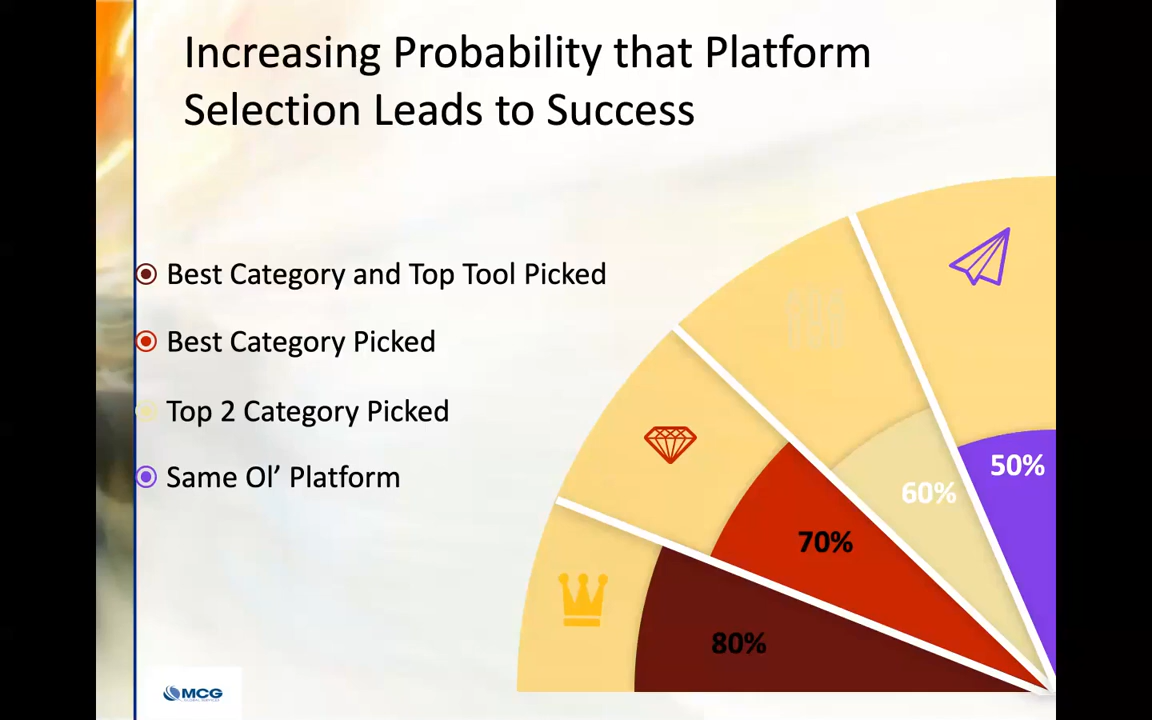 Increasing Probability that Platform
Selection Leads to Success
Best Category and Top Tool Picked
Best Category Picked
Top 2 Category Picked
Same Ol’ Platform
50%
60%
70%
80%
MCG